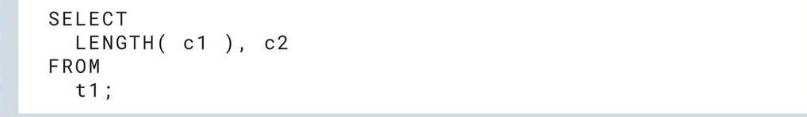 SELECT
  LENGTH( c1 ), c2
FROM
  t1;